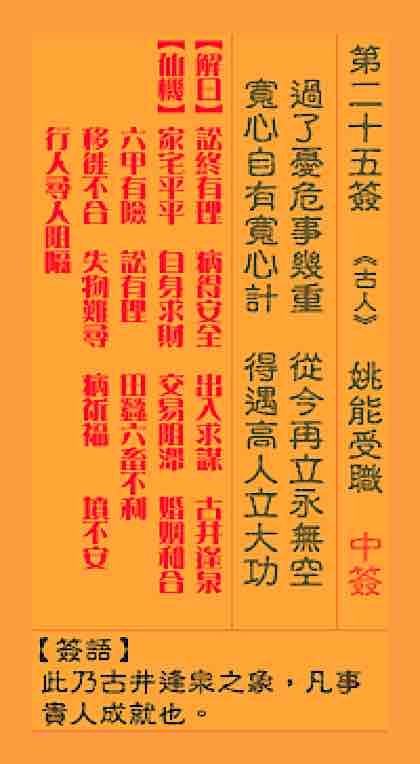 第二十五簽 《古人》 姚能受職 中簽
過了憂危事幾重 從今再立永無空
寬心自有寬心計 得遇高人立大功
【解曰】訟終有理 病得安全 出入求謀 古井逢泉
【仙機】家宅平平 自身求財 交易阻滯 婚姻和合
六甲有險 訟有理 田蠶六畜不利
移徙不合 失物難尋 病祈福 墳不安
行人尋人阻隔
【簽語】
此乃古井逢泉之象,凡事
貴人成就也。